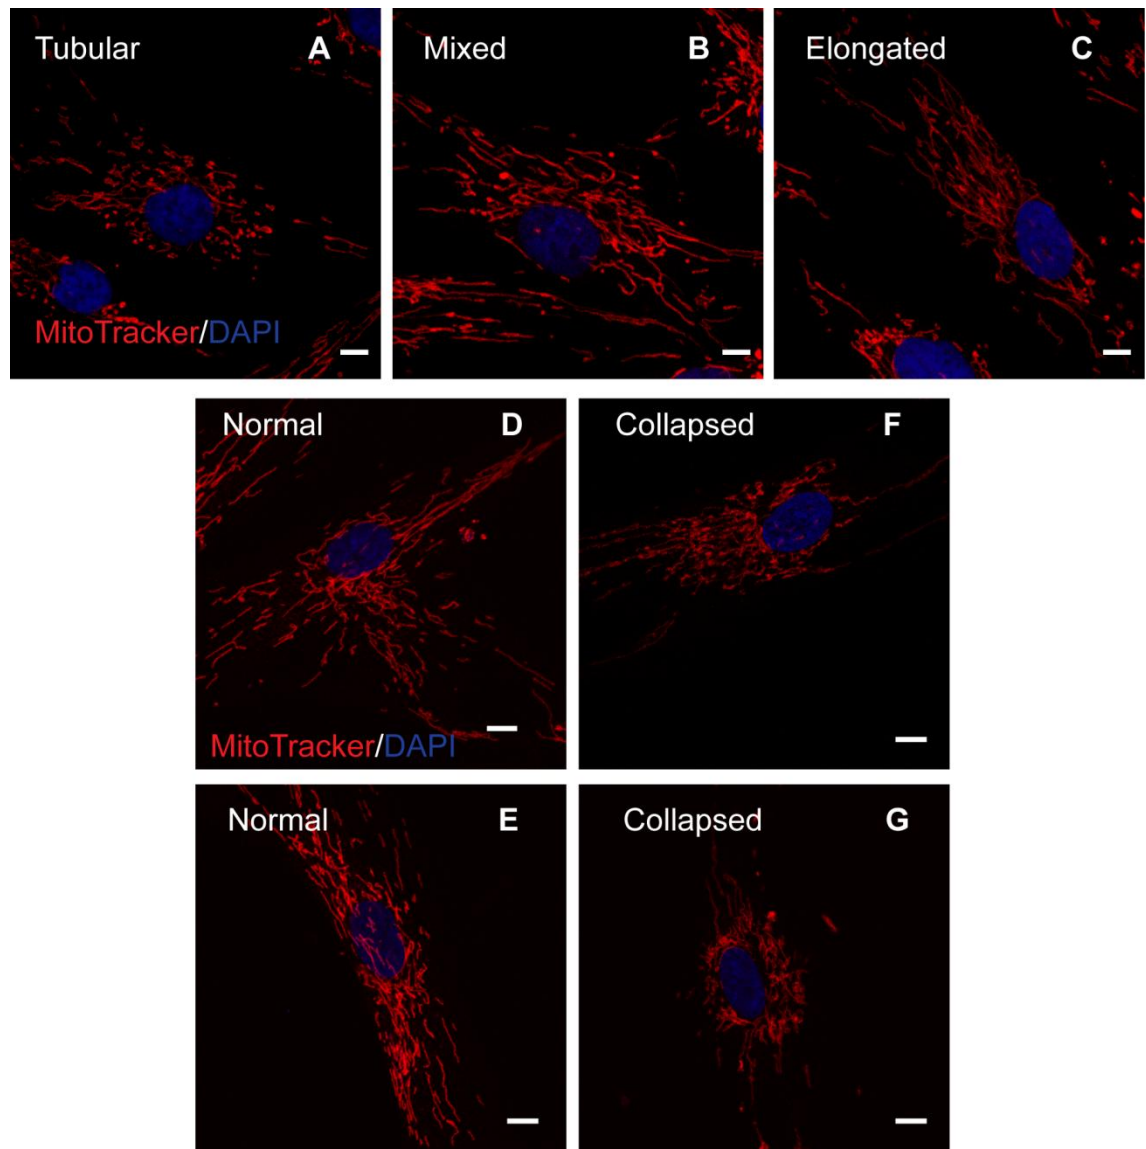 Tubular A
Mixed B
Elongated C
MitoTracker/DAPI
Normal D
Collapsed F
MitoTracker/DAPI
Normal E
Collapsed G